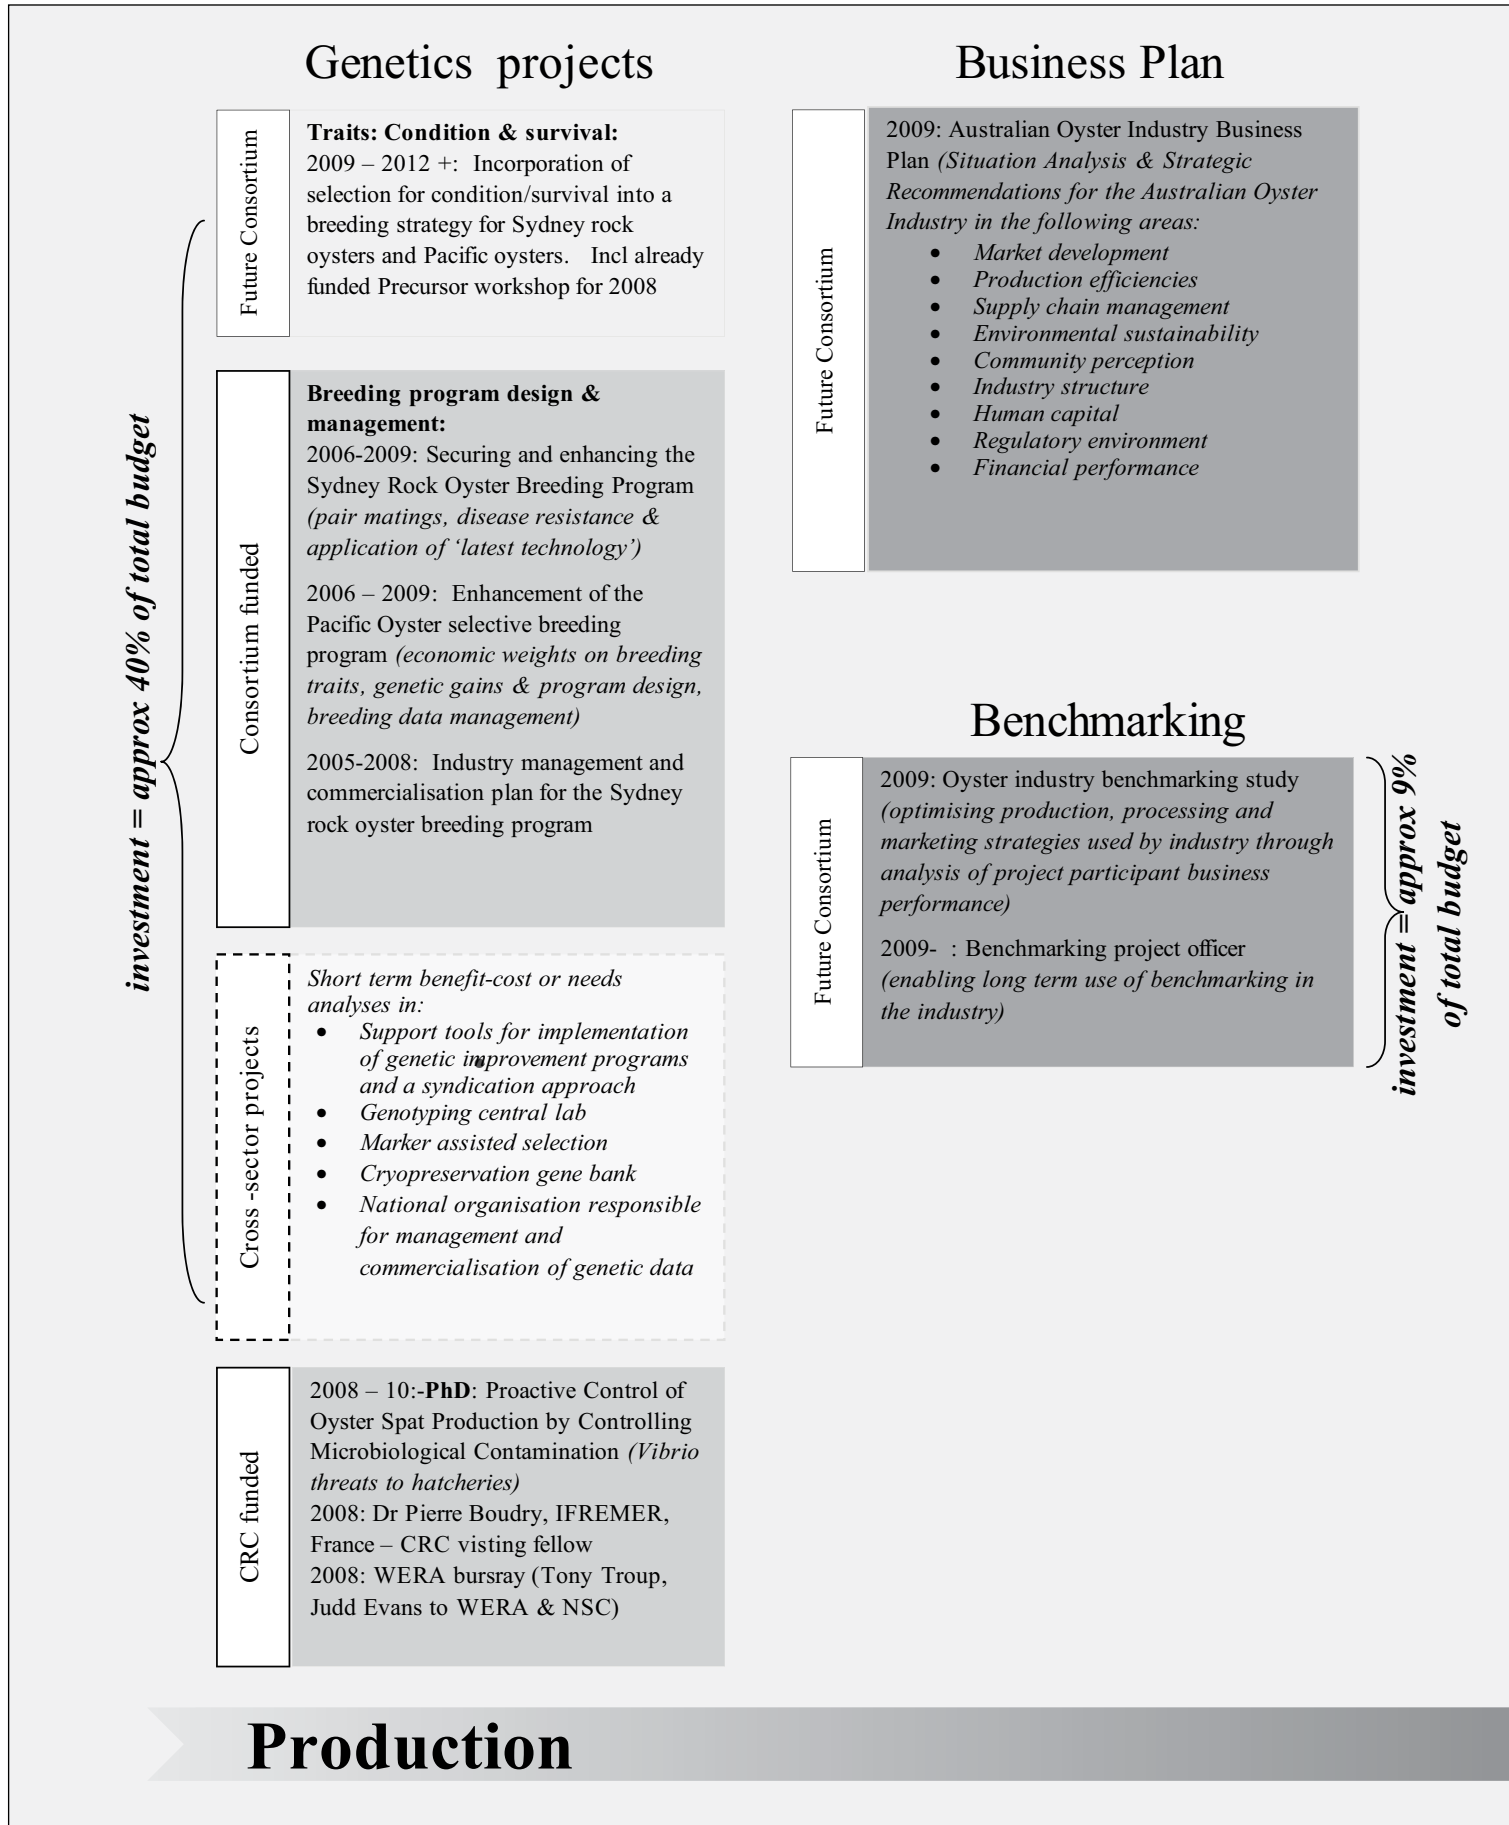 Genetics projects
Future Consortium
Traits: Condition & survival:
2009 – 2012 +: Incorporation of
selection for condition/survival into a
breeding strategy for Sydney rock
oysters and Pacific oysters. Incl already
funded Precursor workshop for 2008
investment = approx 40% of total budget
Consortium funded
Breeding program design &
management:
2006-2009: Securing and enhancing the
Sydney Rock Oyster Breeding Program
(pair matings, disease resistance &
application of ‘latest technology’)
2006 – 2009: Enhancement of the
Pacific Oyster selective breeding
program (economic weights on breeding
traits, genetic gains & program design,
breeding data management)
2005-2008: Industry management and
commercialisation plan for the Sydney
rock oyster breeding program
Cross -sector projects
Short term benefit-cost or needs
analyses in:
• Support tools for implementation
of genetic improvement programs
and a syndication approach
• Genotyping central lab
• Marker assisted selection
• Cryopreservation gene bank
• National organisation responsible
for management and
commercialisation of genetic data
CRC funded
2008 – 10:-PhD: Proactive Control of
Oyster Spat Production by Controlling
Microbiological Contamination (Vibrio
threats to hatcheries)
2008: Dr Pierre Boudry, IFREMER,
France – CRC visting fellow
2008: WERA bursray (Tony Troup,
Judd Evans to WERA & NSC)
Business Plan
Future Consortium
2009: Australian Oyster Industry Business
Plan (Situation Analysis & Strategic
Recommendations for the Australian Oyster
Industry in the following areas:
• Market development
• Production efficiencies
• Supply chain management
• Environmental sustainability
• Community perception
• Industry structure
• Human capital
• Regulatory environment
• Financial performance
Benchmarking
Future Consortium
2009: Oyster industry benchmarking study
(optimising production, processing and
marketing strategies used by industry through
analysis of project participant business
performance)
2009- : Benchmarking project officer
(enabling long term use of benchmarking in
the industry)
investment = approx 9%
of total budget
Production